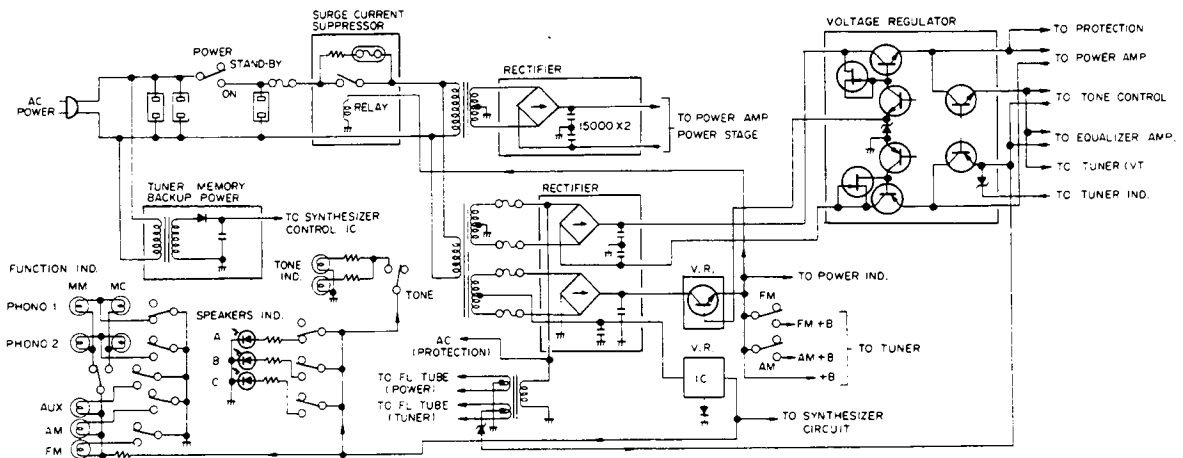 SURGE CURRENT
SUPPRESSOR
VOLTAGE REGULATOR
POWER
STAND-BY
ON
RELAY
RECTIFIER
AC
POWER
15000 X 2
TO POWER AMP
POWER STAGE
TO PROTECTION
TO POWER AMP
TO TONE CONTROL
TO EQUALIZER AMP.
TC TUNER (VT
TO TUNER IND.
TUNER MEMORY
BACKUP POWER
TO SYNTHESIZER
CONTROL IC
RECTIFIER
FUNCTION IND.
MM
MC
PHONO 1
PHONO 2
AUX
AM
FM
SPEAKERS IND.
A
B
C
TONE
IND.
TONE
V.R.
TO POWER IND.
FM
FM +B
AM
AM +B
+B
TO TUNER
AC
(PROTECTION)
TO FL TUBE
(POWER)
TO FL TUBE
(TUNER)
V.R.
IC
TO SYNTHESIZER
CIRCUIT